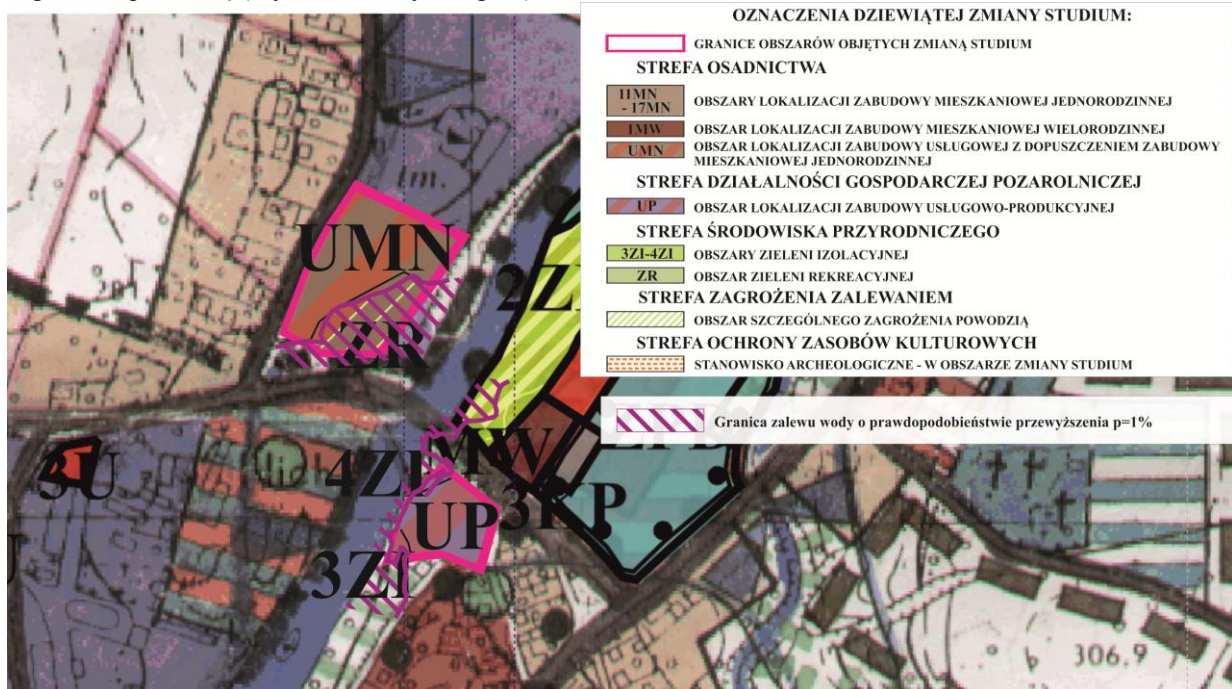 OZNACZENIA DZIEWIĄTEJ ZMIANY STUDIUM:
GRANICE OBSZARÓW OBJĘTYCH ZMIANĄ STUDIUM
STREFA OSADNICTWA
11MN
- 17MN
OBSZARY LOKALIZACJI ZABUDOWY MIESZKANIOWEJ JEDNORODZINNEJ
1MW
OBSZAR LOKALIZACJI ZABUDOWY MIESZKANIOWEJ WIELORODZINNEJ
UMN
OBSZAR LOKALIZACJI ZABUDOWY USŁUGOWEJ Z DOPUSZCZENIEM ZABUDOWY
MIESZKANIOWEJ JEDNORODZINNEJ
STREFA DZIAŁALNOŚCI GOSPODARCZEJ POZAROLNICZEJ
UP
OBSZAR LOKALIZACJI ZABUDOWY USŁUGOWO-PRODUKCYJNEJ
STREFA ŚRODOWISKA PRZYRODNICZEGO
3ZI-4ZI
OBSZARY ZIELENI IZOLACYJNEJ
ZR
OBSZAR ZIELENI REKREACYJNEJ
STREFA ZAGROŻENIA ZALEWANIEM
OBSZAR SZCZEGÓLNEGO ZAGROŻENIA POWODZIĄ
STREFA OCHRONY ZASOBÓW KULTUROWYCH
STANOWISKO ARCHEOLOGICZNE - W OBSZARZE ZMIANY STUDIUM
Granica zalewu wody o prawdopodobieństwie przewyższenia p=1%
UMN
ZR
3U
4ZI
UP
3KP
3ZI
306.9